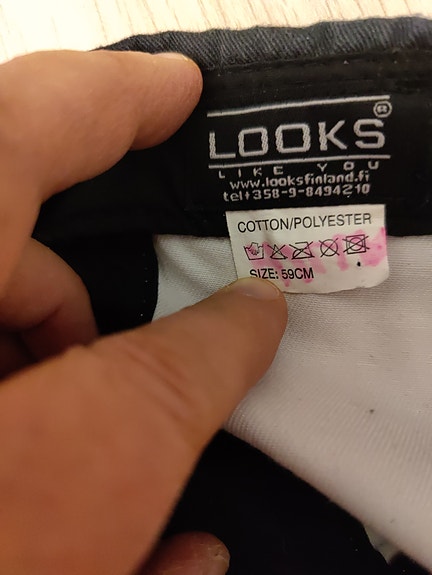 LOOKS®
LIKE YOU
www.looksfinland.fi
tel+358-9-8494210
COTTON/POLYESTER
SIZE: 59CM